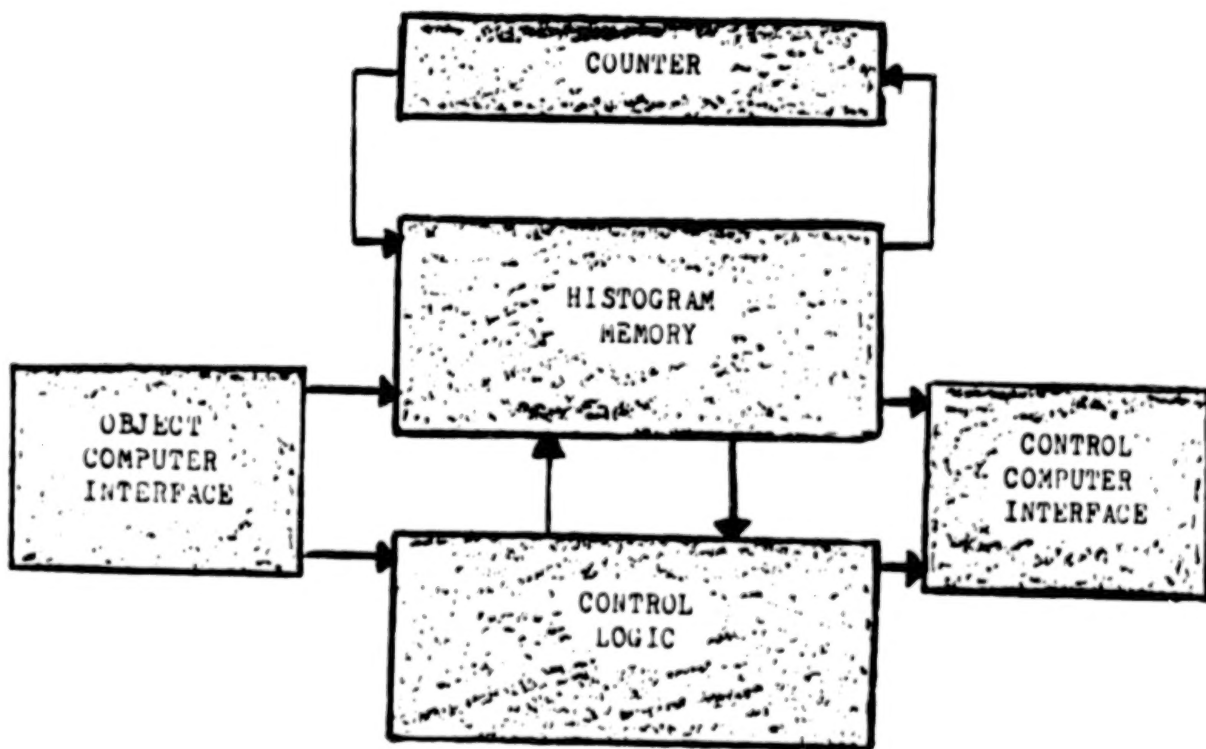 COUNTER
HISTOGRAM
MEMORY
OBJECT
COMPUTER
INTERFACE
CONTROL
COMPUTER
INTERFACE
CONTROL
LOGIC